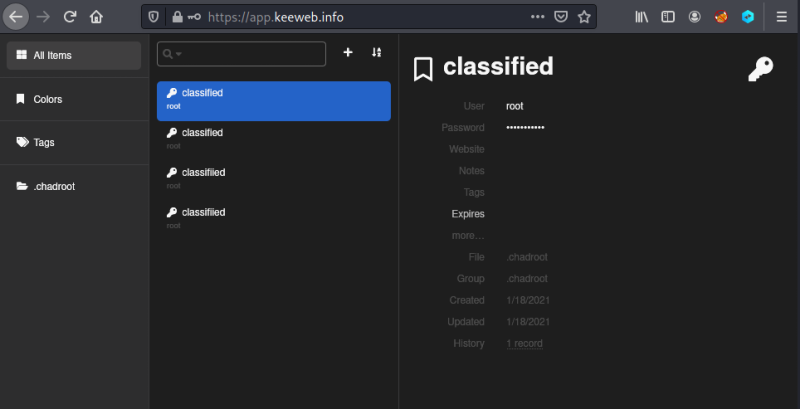 https://app.keeweb.info
All Items
Colors
Tags
.chadroot
classified
root
classified
root
classifiied
root
classifiied
root
classified
User root
Password •••••••••••
Website
Notes
Tags
Expires
more…
File .chadroot
Group .chadroot
Created 1/18/2021
Updated 1/18/2021
History 1 record